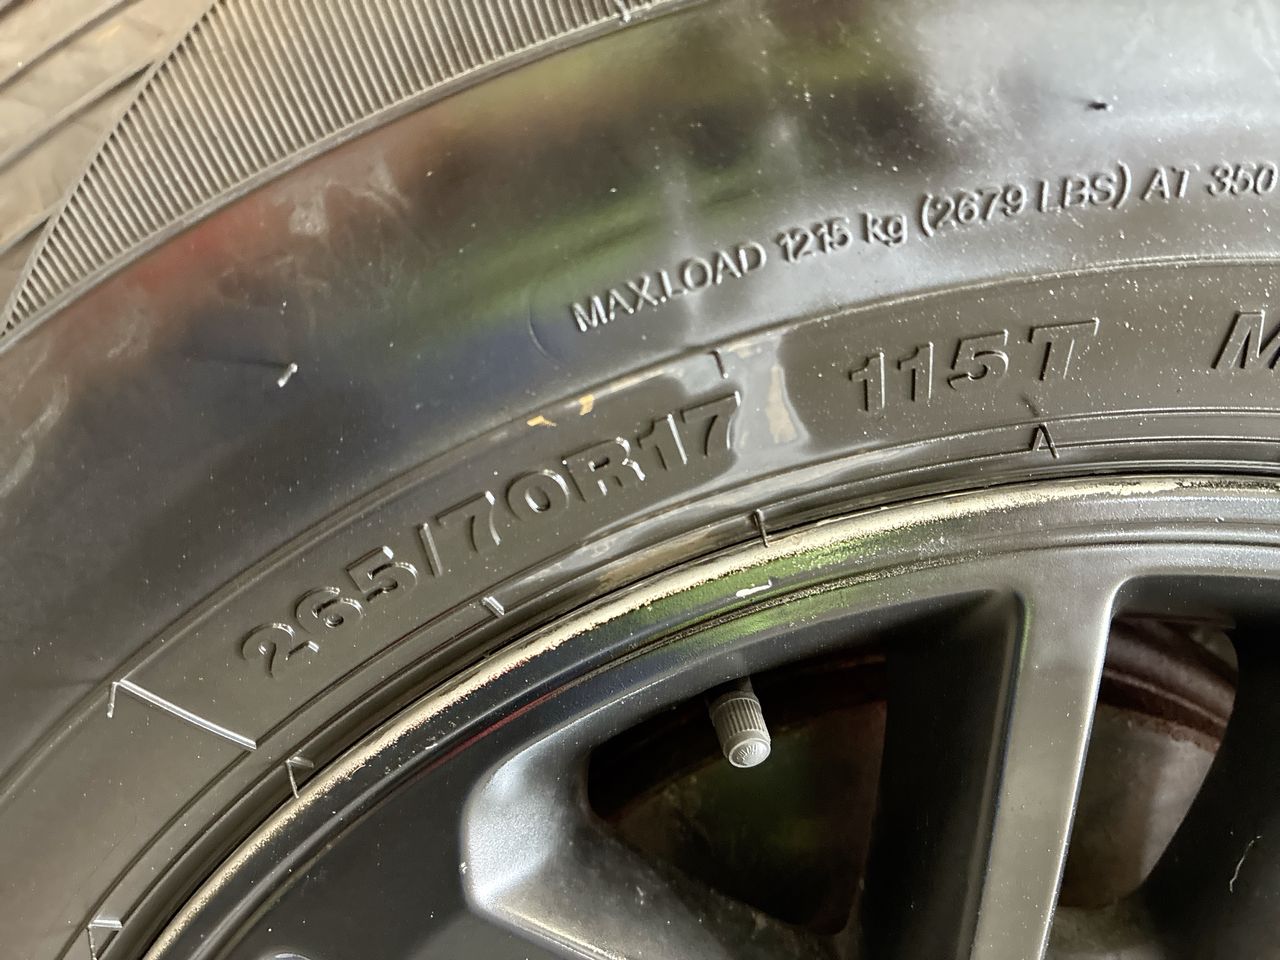 MAX.LOAD 1215 kg (2679 LBS) AT 350
265/70R17 115T M